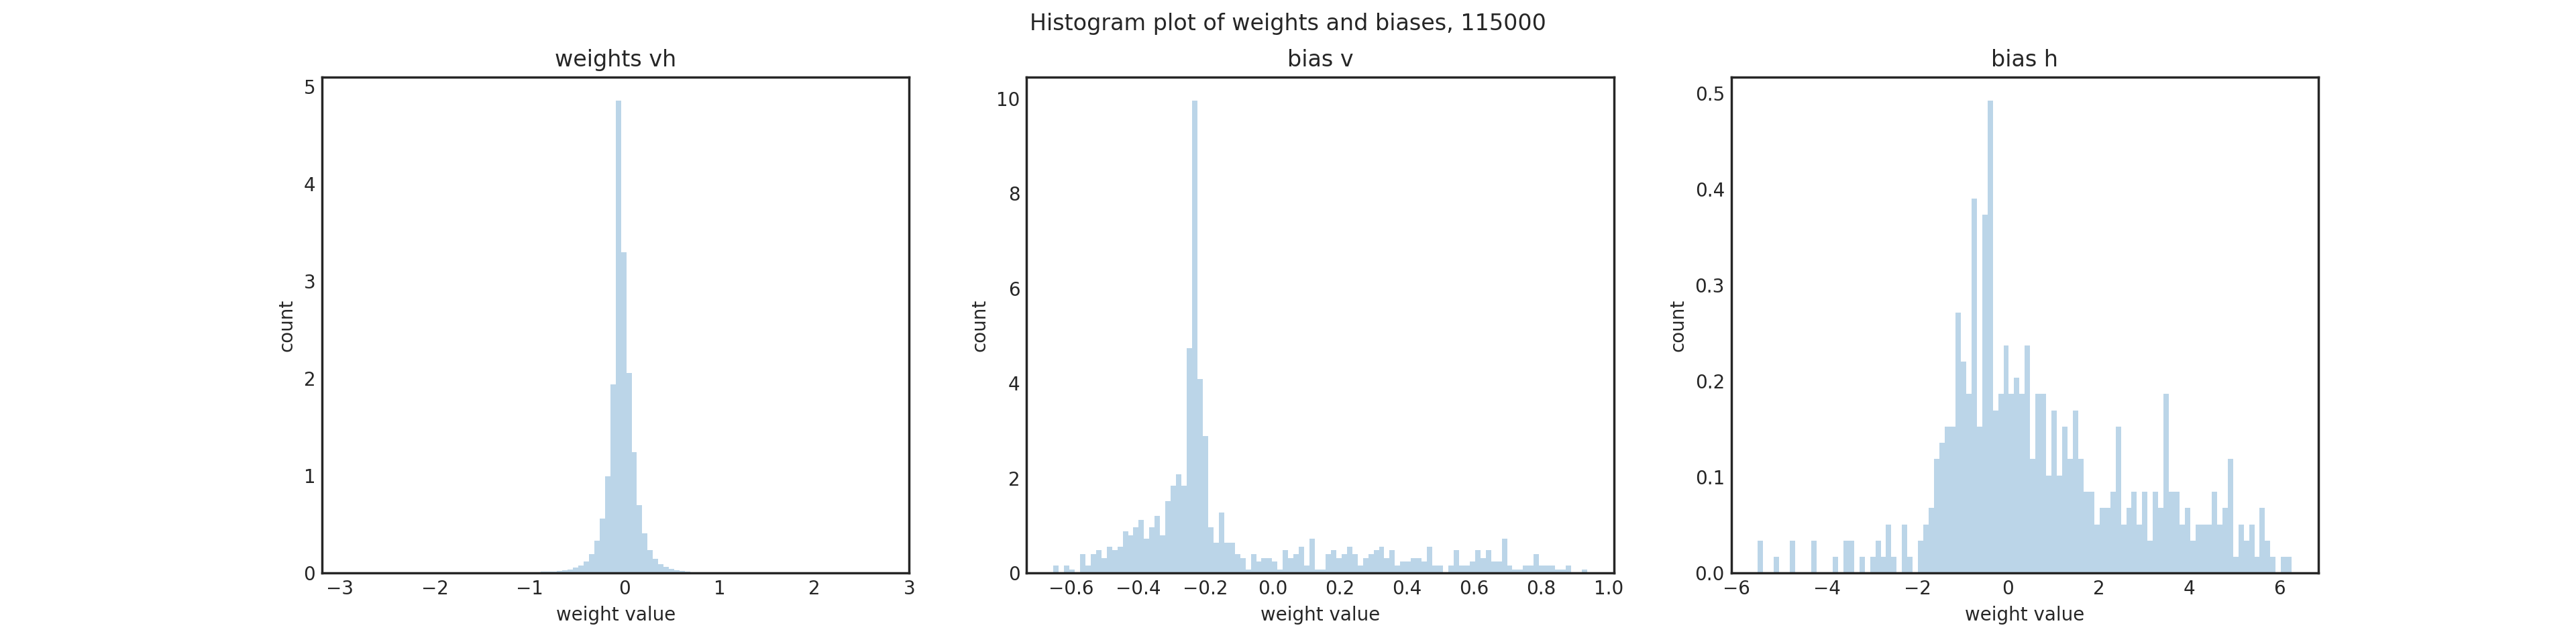 Histogram plot of weights and biases, 115000
weights vh
5
4
3
2
1
0
count
−3 −2 −1 0 1 2 3
weight value
bias v
10
8
6
4
2
0
count
−0.6 −0.4 −0.2 0.0 0.2 0.4 0.6 0.8 1.0
weight value
bias h
0.5
0.4
0.3
0.2
0.1
0.0
count
−6 −4 −2 0 2 4 6
weight value